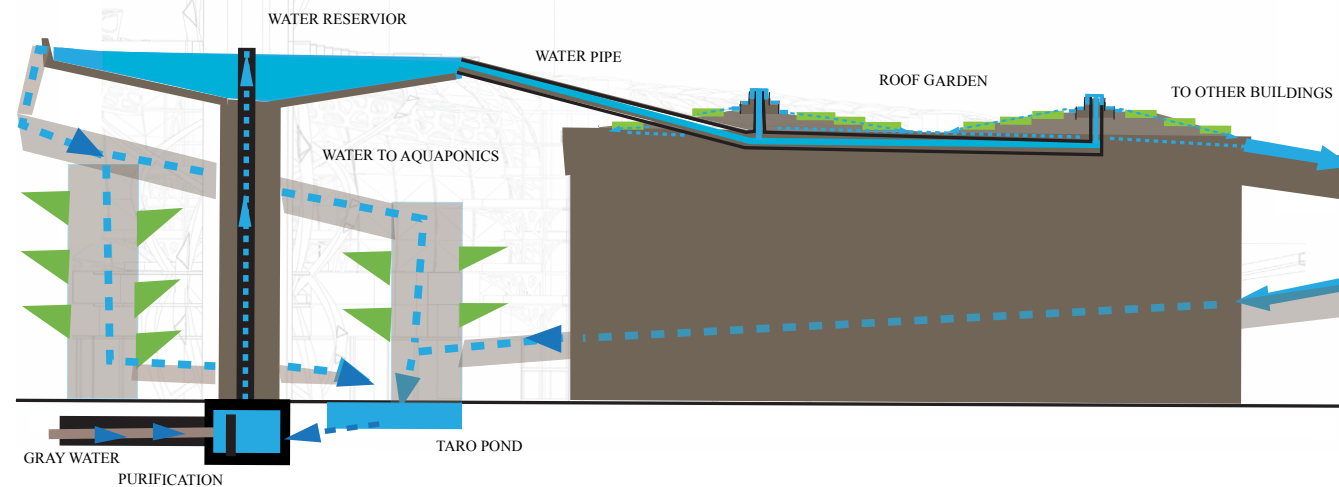 WATER RESERVIOR
WATER PIPE
ROOF GARDEN
TO OTHER BUILDINGS
WATER TO AQUAPONICS
TARO POND
GRAY WATER
PURIFICATION